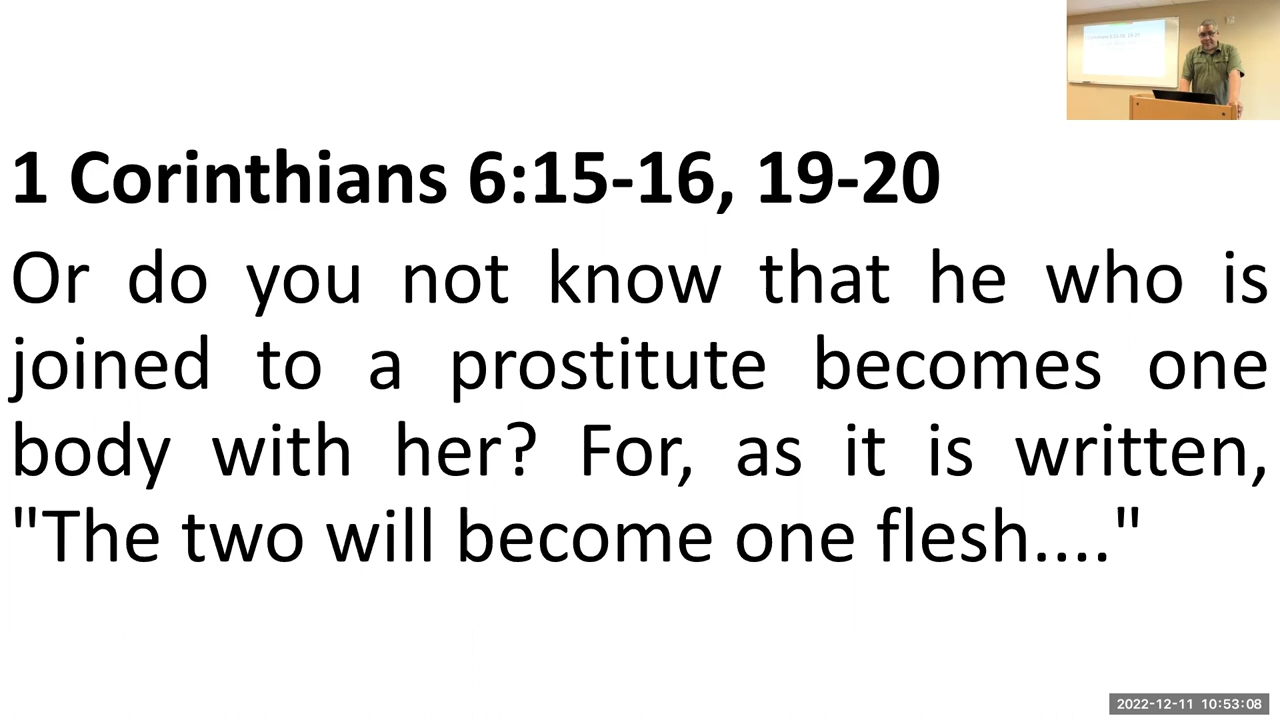 1 Corinthians 6:15-16, 19-20
Or do you not know that he who is
joined to a prostitute becomes one
body with her? For, as it is written,
"The two will become one flesh...."
2022-12-11 10:53:08